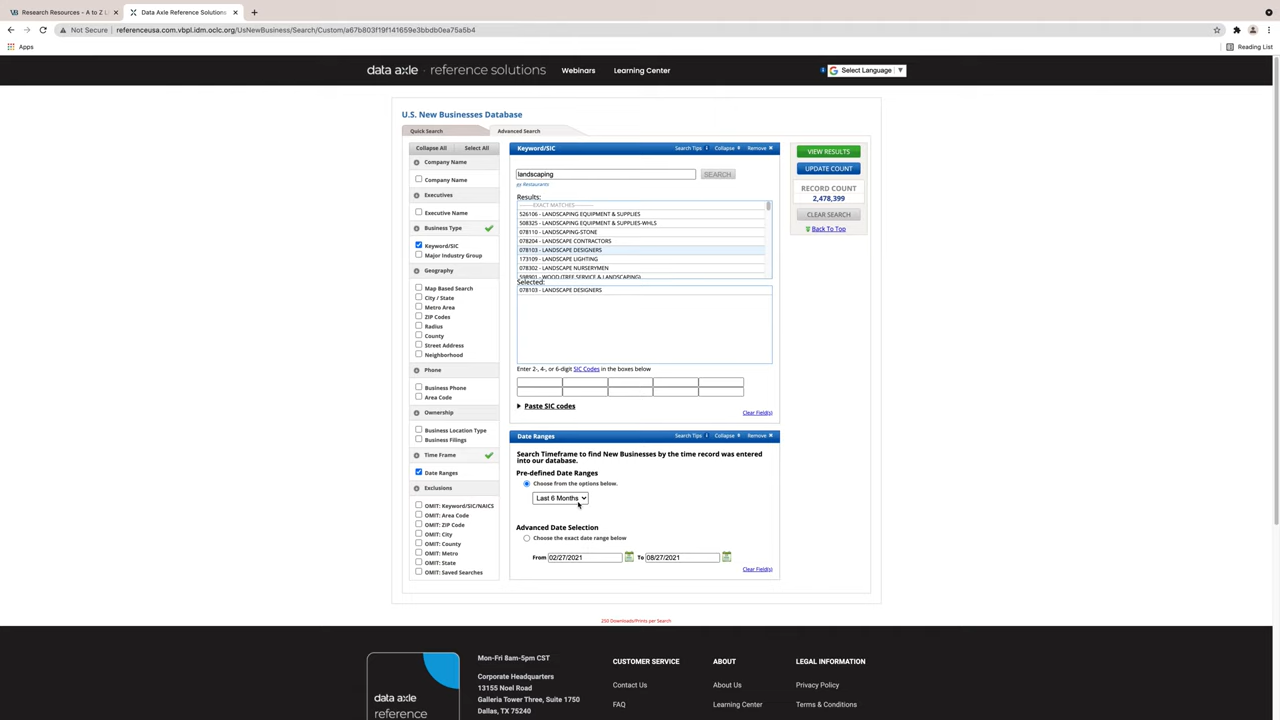 Research Resources – A to Z L
Data Axle Reference Solutions
Not Secure
referenceusa.com.vbpl.idm.oclc.org/UsNewBusiness/Search/Custom/a67b803f19f141659e3bbdb0ea75a5b4
Apps
Reading List
data axle reference solutions
Webinars
Learning Center
Select Language
U.S. New Businesses Database
Quick Search
Advanced Search
Collapse All
Select All
Company Name
Company Name
Executives
Executive Name
Business Type
Keyword/SIC
Major Industry Group
Geography
Map Based Search
City / State
Metro Area
ZIP Codes
Radius
County
Street Address
Neighborhood
Phone
Business Phone
Area Code
Ownership
Business Location Type
Business Filings
Time Frame
Date Ranges
Exclusions
OMIT: Keyword/SIC/NAICS
OMIT: Area Code
OMIT: ZIP Code
OMIT: City
OMIT: County
OMIT: Metro
OMIT: State
OMIT: Saved Searches
Keyword/SIC
Search Tips
Collapse
Remove
landscaping
SEARCH
ex Restaurants
Results:
-------EXACT MATCHES----------
526106 - LANDSCAPING EQUIPMENT & SUPPLIES
508325 - LANDSCAPING EQUIPMENT & SUPPLIES-WHLS
078110 - LANDSCAPING-STONE
078204 - LANDSCAPE CONTRACTORS
078103 - LANDSCAPE DESIGNERS
173109 - LANDSCAPE LIGHTING
078302 - LANDSCAPE NURSERYMEN
598901 - WOOD (TREE SERVICE & LANDSCAPING)
Selected:
078103 - LANDSCAPE DESIGNERS
Enter 2-, 4-, or 6-digit SIC Codes in the boxes below
Paste SIC codes
Clear Field(s)
Date Ranges
Search Tips
Collapse
Remove
Search Timeframe to find New Businesses by the time record was entered
into our database.
Pre-defined Date Ranges
Choose from the options below.
Last 6 Months
Advanced Date Selection
Choose the exact date range below
From 02/27/2021 To 08/27/2021
Clear Field(s)
VIEW RESULTS
UPDATE COUNT
RECORD COUNT
2,478,399
CLEAR SEARCH
Back To Top
250 Downloads/Prints per Search
data axle
reference
Mon-Fri 8am-5pm CST
Corporate Headquarters
13155 Noel Road
Galleria Tower Three, Suite 1750
Dallas, TX 75240
CUSTOMER SERVICE
Contact Us
FAQ
ABOUT
About Us
Learning Center
LEGAL INFORMATION
Privacy Policy
Terms & Conditions